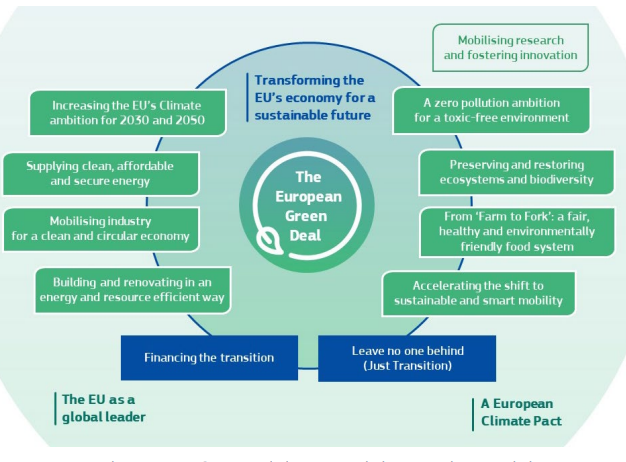 Mobilising research
and fostering innovation
Transforming the
EU's economy for a
sustainable future
Increasing the EU's Climate
ambition for 2030 and 2050
A zero pollution ambition
for a toxic-free environment
Supplying clean, affordable
and secure energy
Preserving and restoring
ecosystems and biodiversity
The
European
Green
Deal
Mobilising industry
for a clean and circular economy
From 'Farm to Fork': a fair,
healthy and environmentally
friendly food system
Building and renovating in an
energy and resource efficient way
Accelerating the shift to
sustainable and smart mobility
Financing the transition
Leave no one behind
(Just Transition)
The EU as a
global leader
A European
Climate Pact